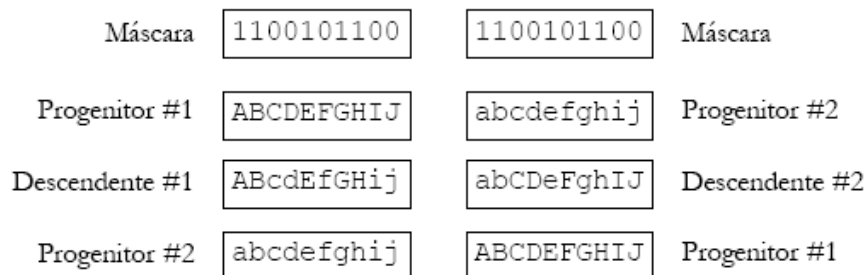 Máscara 1100101100 1100101100 Máscara
Progenitor #1 ABCDEFGHIJ abcdefghij Progenitor #2
Descendente #1 ABcdEfGHij abCDeFghIJ Descendente #2
Progenitor #2 abcdefghij ABCDEFGHIJ Progenitor #1